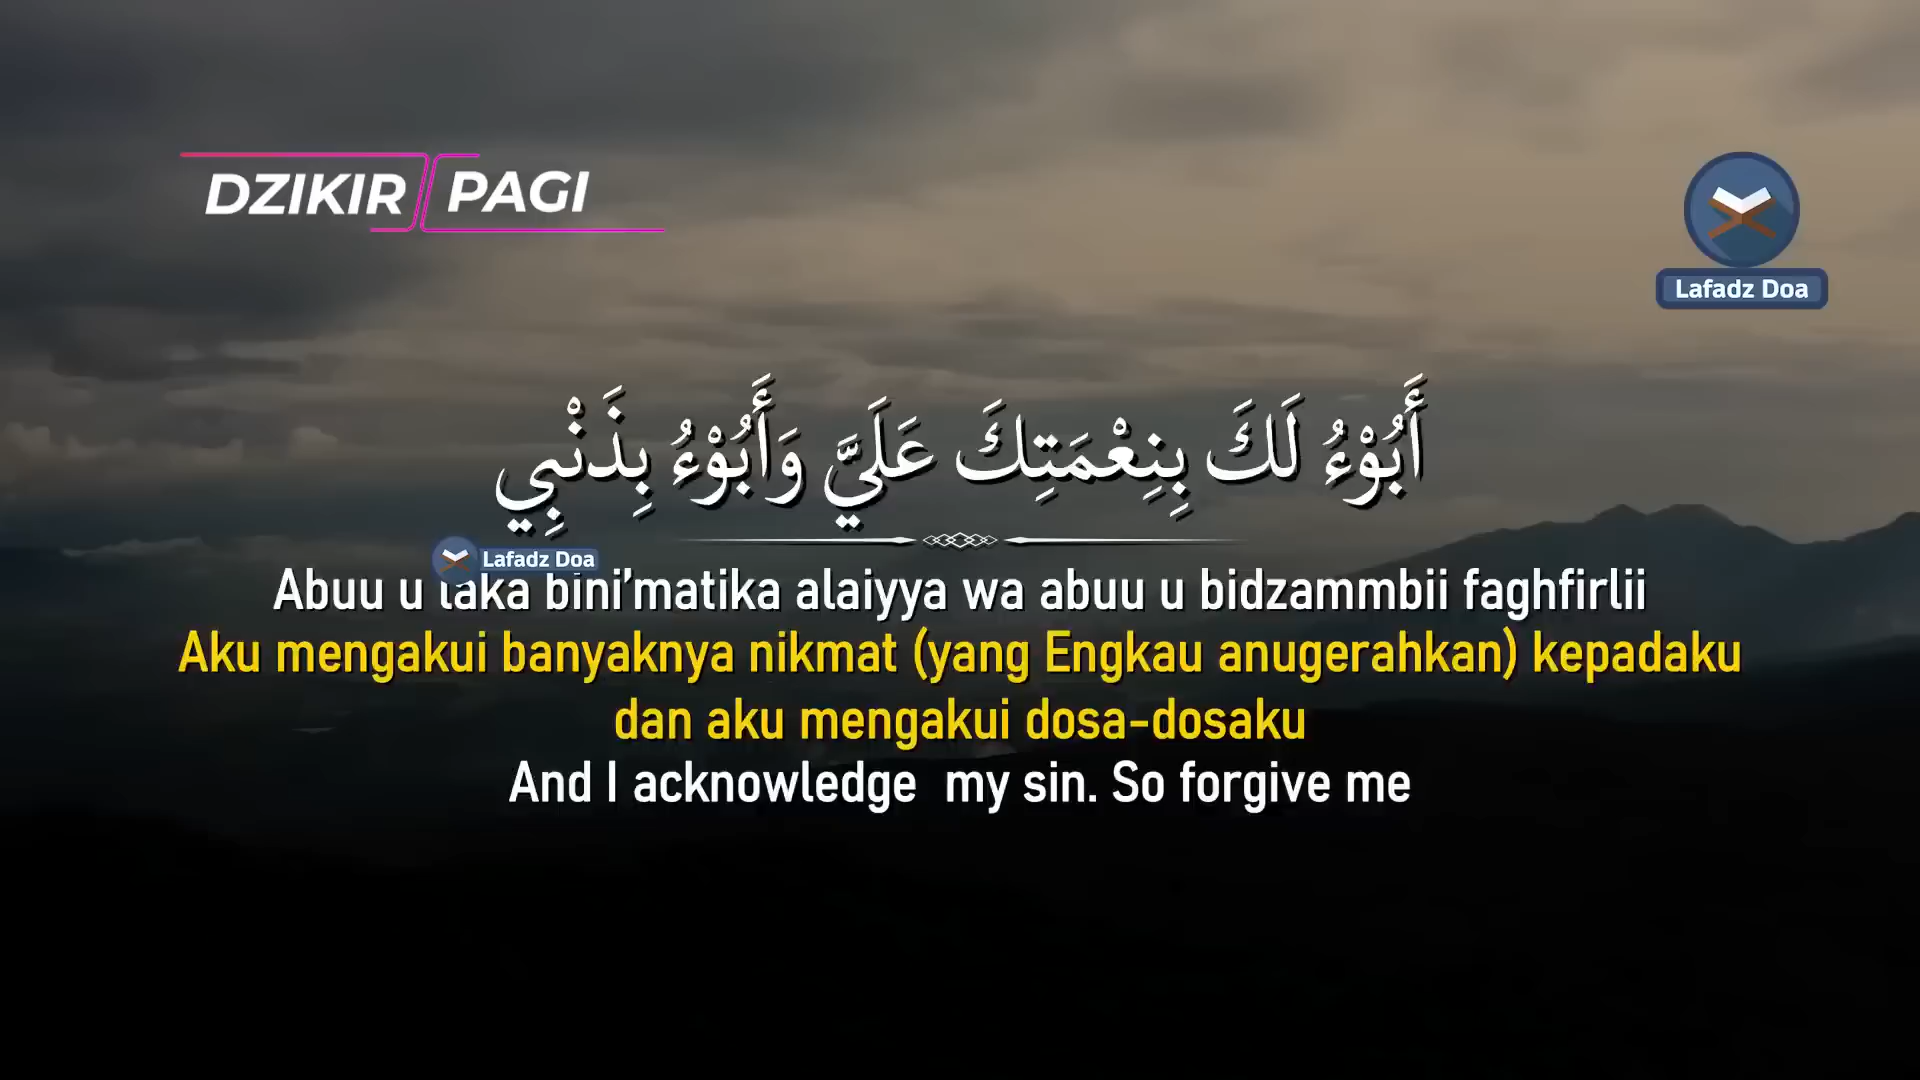 DZIKIR PAGI
Lafadz Doa
أَبُوْءُ لَكَ بِنِعْمَتِكَ عَلَيَّ وَأَبُوْءُ بِذَنْبِي
Lafadz Doa
Abuu u laka bini’matika alaiyya wa abuu u bidzammbii faghfirlii
Aku mengakui banyaknya nikmat (yang Engkau anugerahkan) kepadaku
dan aku mengakui dosa-dosaku
And I acknowledge my sin. So forgive me